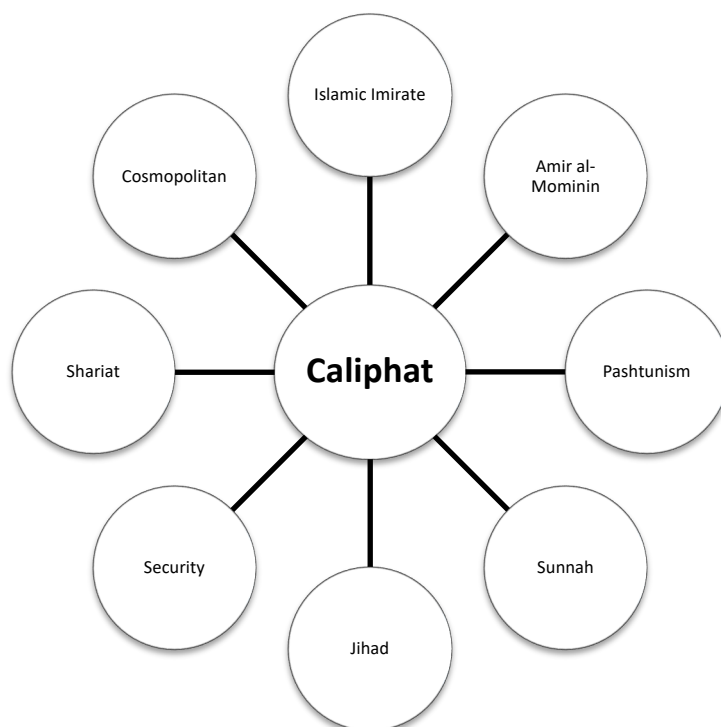 Islamic Imirate
Cosmopolitan
Amir al-
Mominin
Shariat
Caliphat
Pashtunism
Security
Sunnah
Jihad